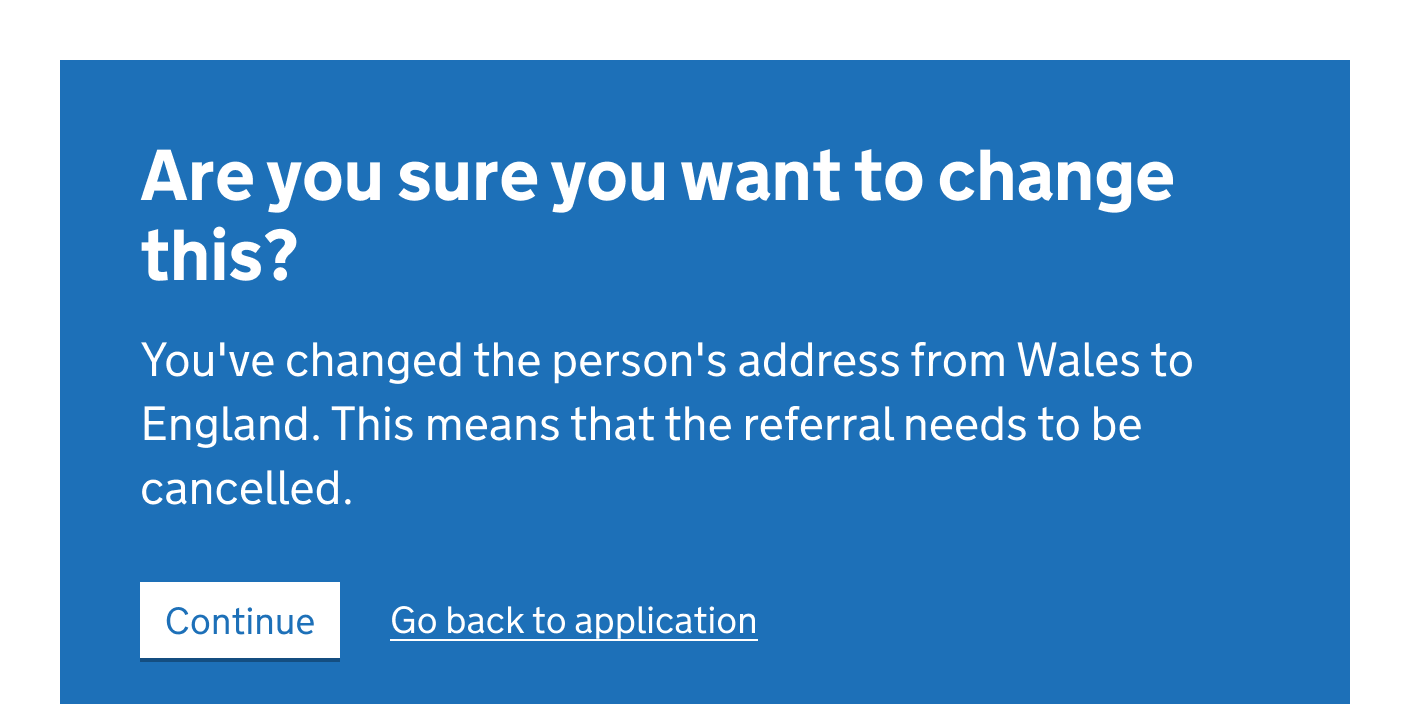 Are you sure you want to change
this?
You've changed the person's address from Wales to
England. This means that the referral needs to be
cancelled.
Continue
Go back to application